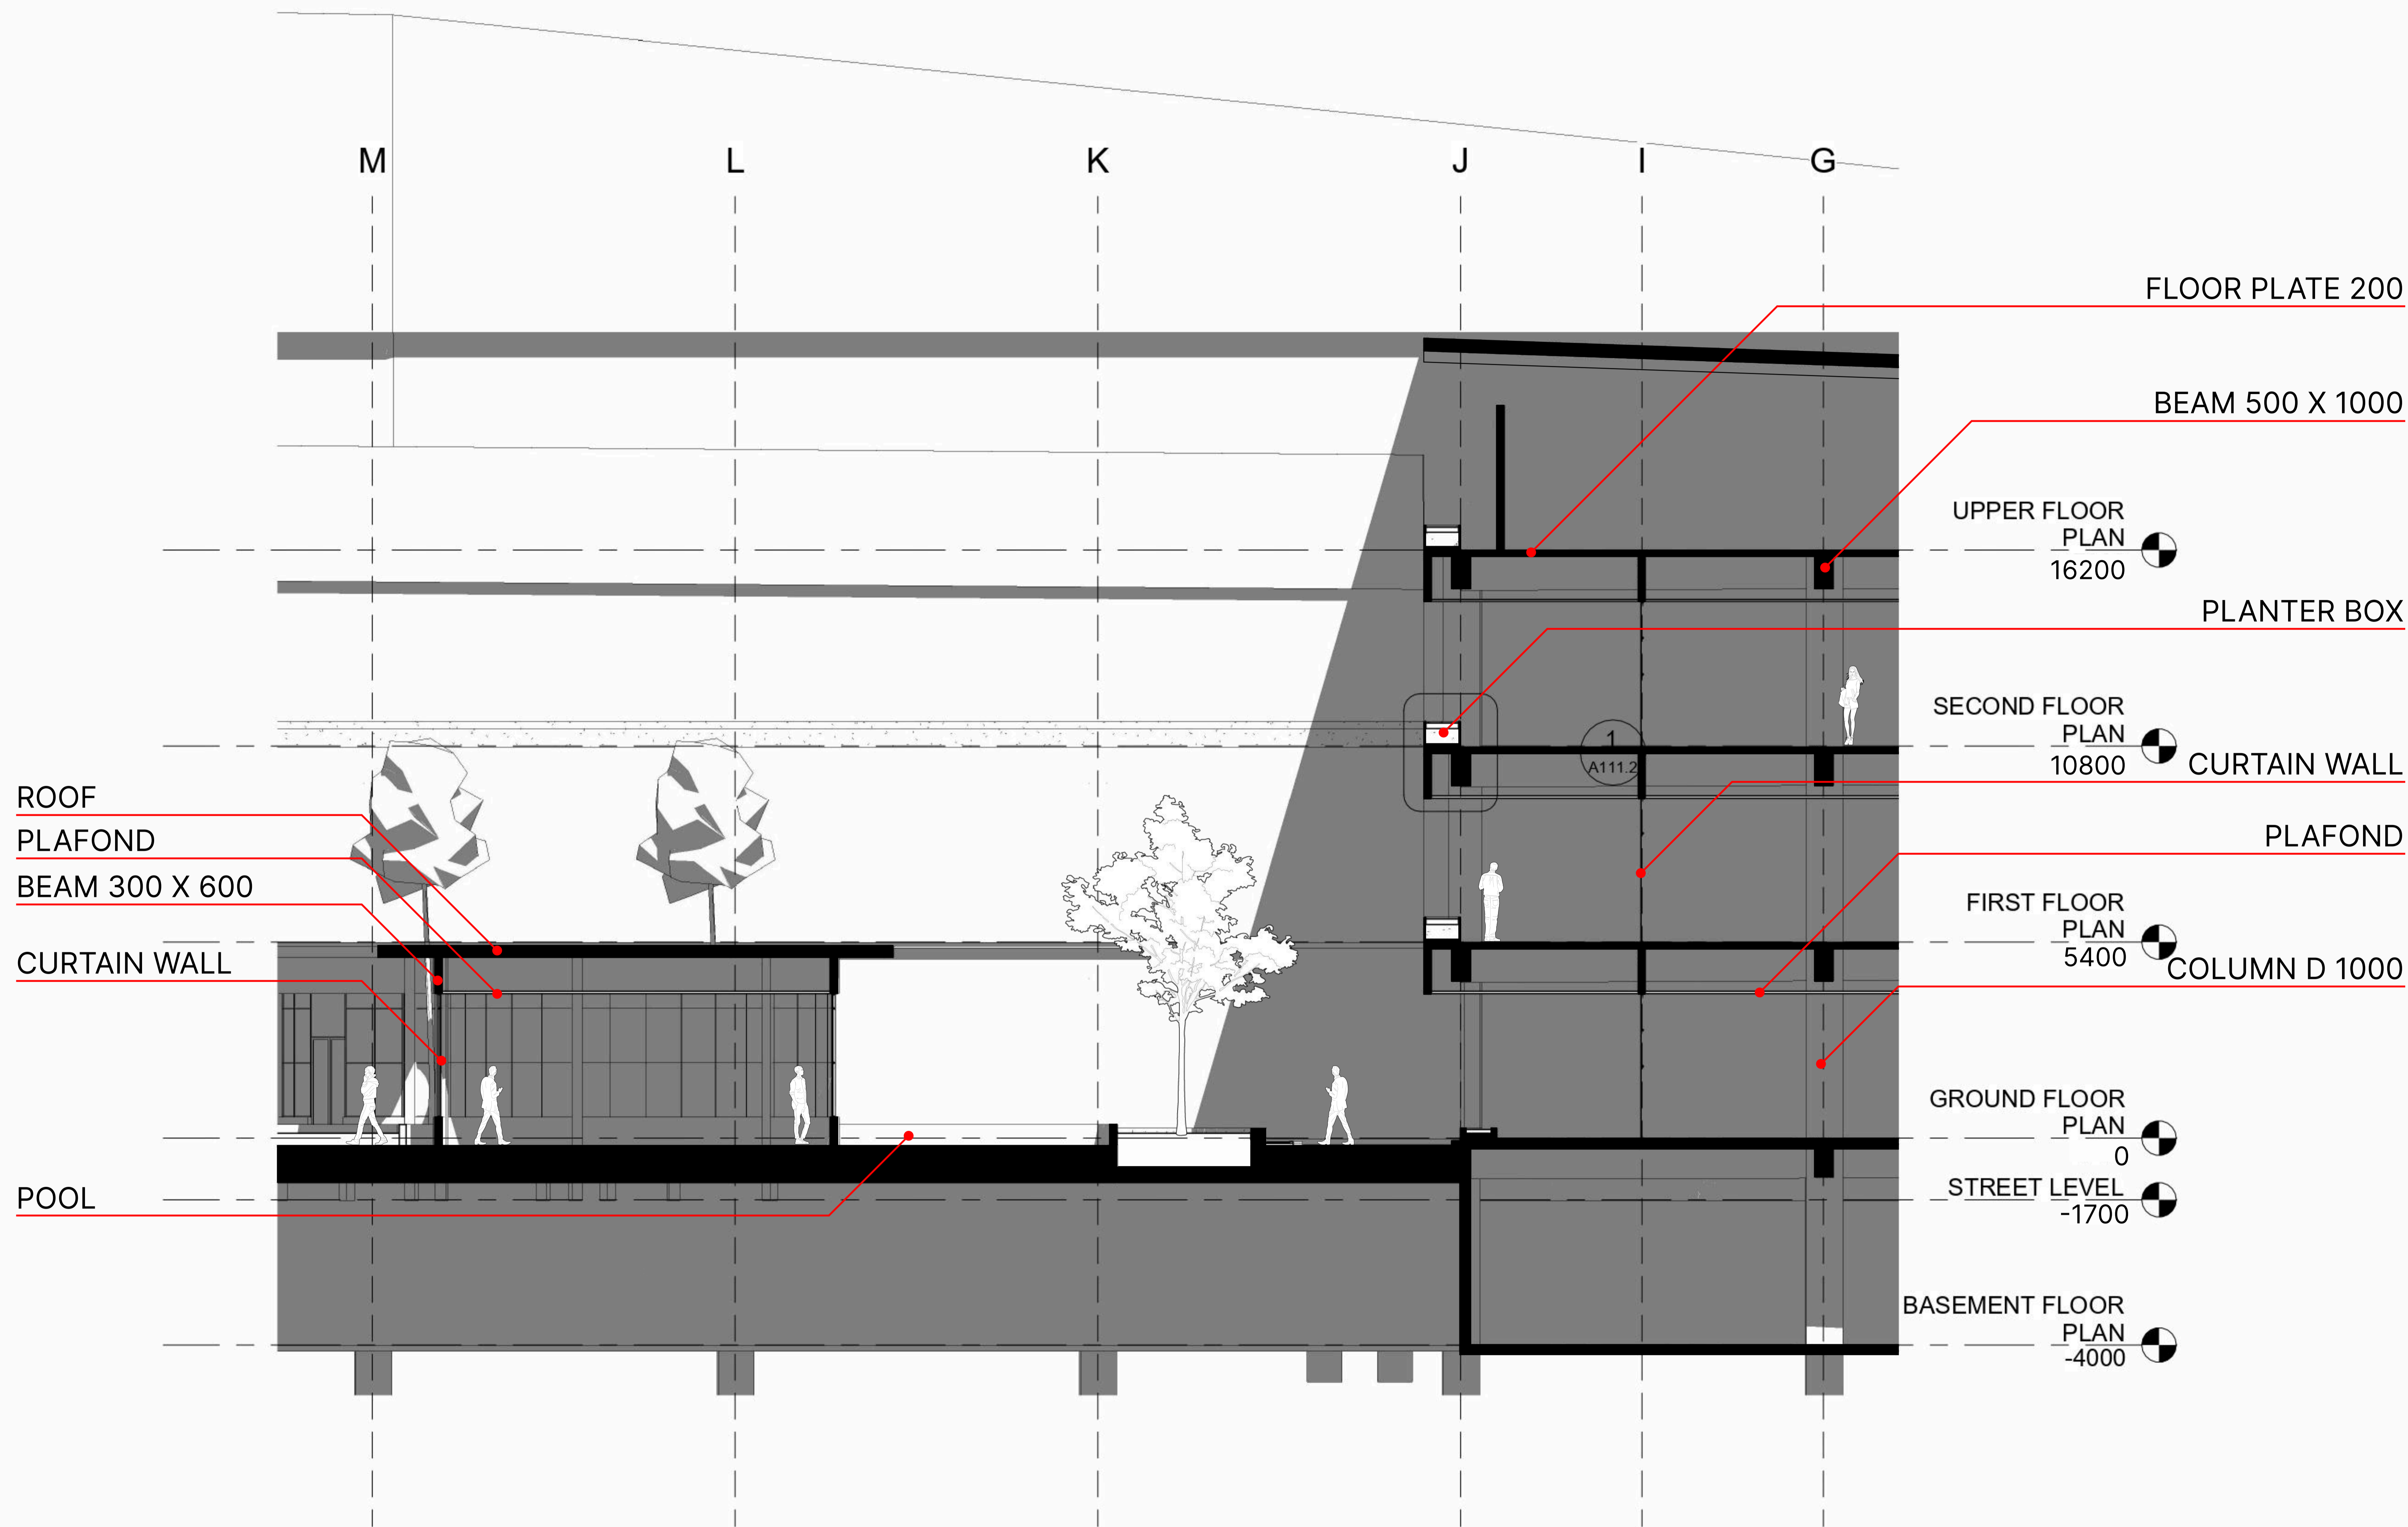 M
L
K
J
I
G
FLOOR PLATE 200
BEAM 500 X 1000
UPPER FLOOR
PLAN
16200
PLANTER BOX
SECOND FLOOR
PLAN
10800
CURTAIN WALL
1
A111.2
ROOF
PLAFOND
BEAM 300 X 600
CURTAIN WALL
PLAFOND
FIRST FLOOR
PLAN
5400
COLUMN D 1000
GROUND FLOOR
PLAN
0
POOL
STREET LEVEL
-1700
BASEMENT FLOOR
PLAN
-4000